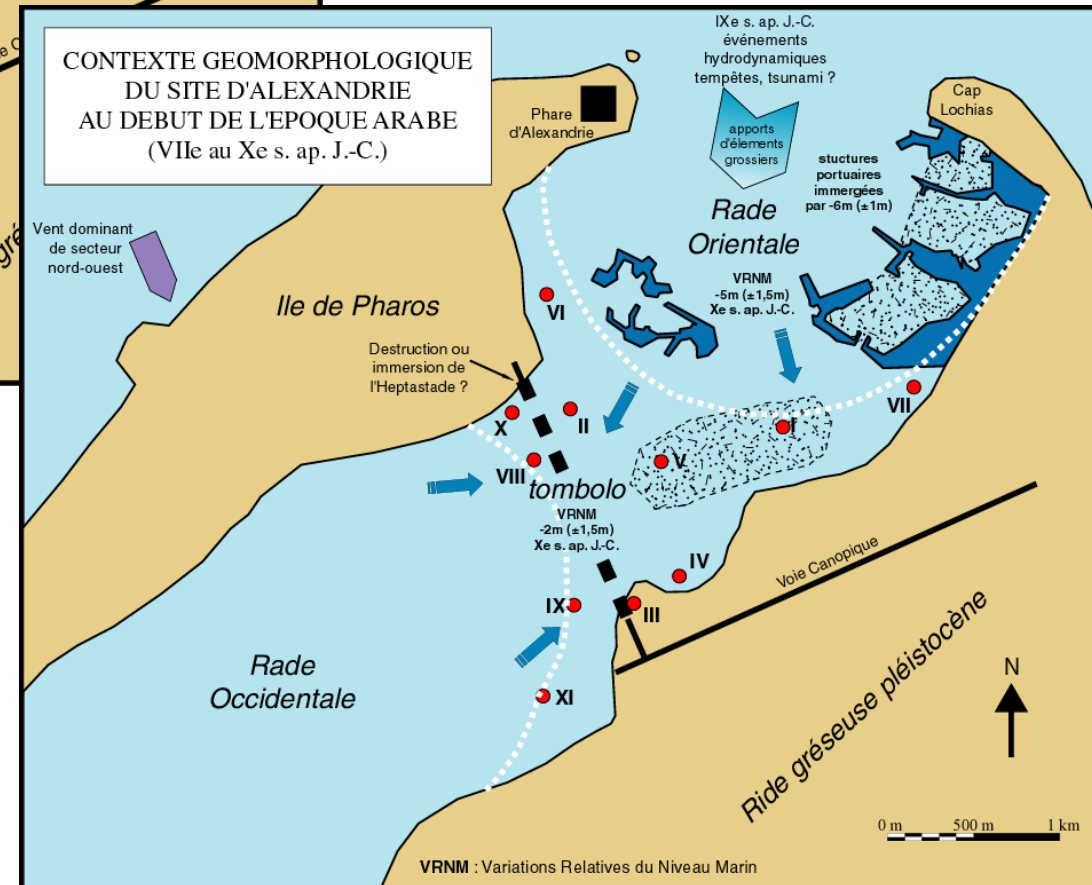 CONTEXTE GEOMORPHOLOGIQUE
DU SITE D'ALEXANDRIE
AU DEBUT DE L'EPOQUE ARABE
(VIIe au Xe s. ap. J.-C.)
IXe s. ap. J.-C.
événements
hydrodynamiques
tempêtes, tsunami ?
apports
d'élements
grossiers
Phare
d'Alexandrie
Cap
Lochias
stuctures
portuaires
immergées
par -6m (±1m)
Rade
Orientale
VRNM
-5m (±1,5m)
Xe s. ap. J.-C.
Vent dominant
de secteur
nord-ouest
Ile de Pharos
VI
Destruction ou
immersion de
l'Heptastade ?
VII
X
II
I
V
VIII
tombolo
VRNM
-2m (±1,5m)
Xe s. ap. J.-C.
IV
Voie Canopique
IX
III
Rade
Occidentale
XI
Ride gréseuse pléistocène
N
0 m 500 m 1 km
VRNM : Variations Relatives du Niveau Marin